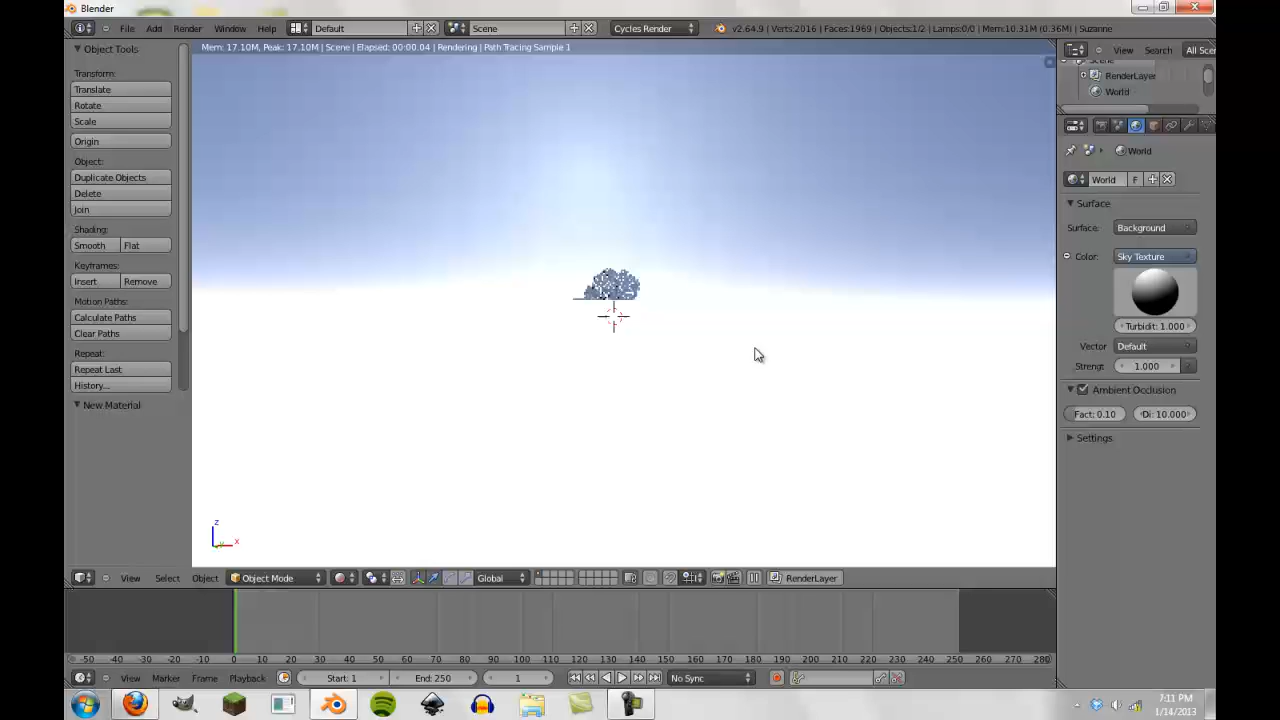 Blender
File Add Render Window Help Default Scene Cycles Render v2.64.9 | Verts:2016 | Faces:1969 | Objects:1/2 | Lamps:0/0 | Mem:10.31M (0.36M) | Suzanne
Object Tools
Mem: 17.10M, Peak: 17.10M | Scene | Elapsed: 00:00.04 | Rendering | Path Tracing Sample 1
View Search All Scer
Scene
RenderLayer
World
Transform:
Translate
Rotate
Scale
Origin
Object:
Duplicate Objects
Delete
Join
Shading:
Smooth Flat
Keyframes:
Insert Remove
Motion Paths:
Calculate Paths
Clear Paths
Repeat:
Repeat Last
History...
New Material
World
World F
Surface
Surface: Background
Color: Sky Texture
Turbidit: 1.000
Vector Default
Strengt 1.000
Ambient Occlusion
Fact: 0.10 Di: 10.000
Settings
z
x
View Select Object Object Mode Global RenderLayer
-50 -40 -30 -20 -10 0 10 20 30 40 50 60 70 80 90 100 110 120 130 140 150 160 170 180 190 200 210 220 230 240 250 260 270 280
View Marker Frame Playback Start: 1 End: 250 1 No Sync
7:11 PM
1/14/2013